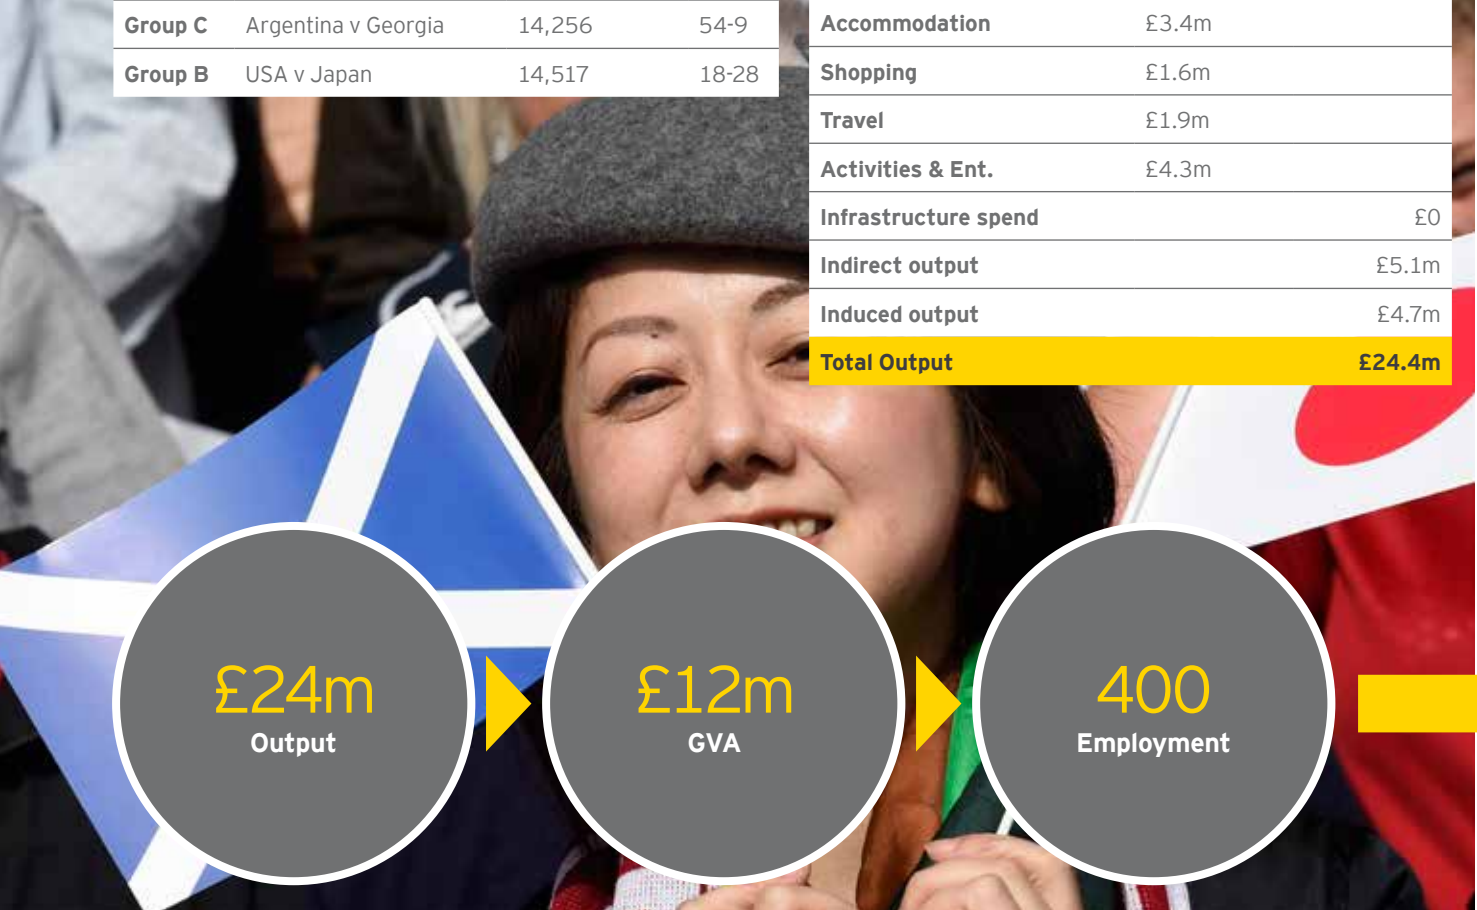 Group C Argentina v Georgia 14,256 54-9
Group B USA v Japan 14,517 18-28
Accommodation £3.4m
Shopping £1.6m
Travel £1.9m
Activities & Ent. £4.3m
Infrastructure spend £0
Indirect output £5.1m
Induced output £4.7m
Total Output £24.4m
£24m
Output
£12m
GVA
400
Employment